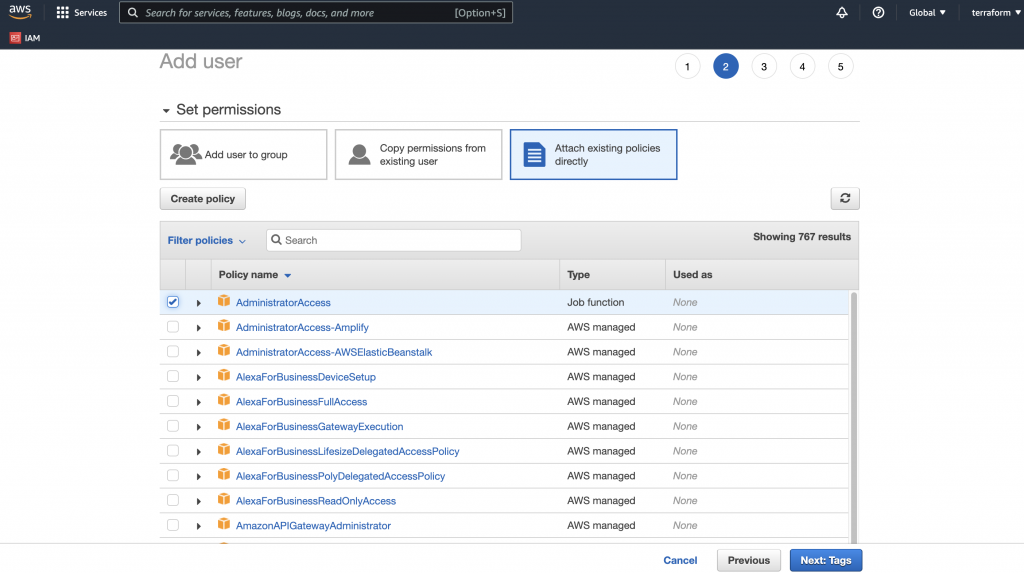 aws
Services
Search for services, features, blogs, docs, and more [Option+S]
Global
terraform
IAM
Add user
1 2 3 4 5
Set permissions
Add user to group
Copy permissions from
existing user
Attach existing policies
directly
Create policy
Filter policies
Search
Showing 767 results
Policy name Type Used as
AdministratorAccess Job function None
AdministratorAccess-Amplify AWS managed None
AdministratorAccess-AWSElasticBeanstalk AWS managed None
AlexaForBusinessDeviceSetup AWS managed None
AlexaForBusinessFullAccess AWS managed None
AlexaForBusinessGatewayExecution AWS managed None
AlexaForBusinessLifesizeDelegatedAccessPolicy AWS managed None
AlexaForBusinessPolyDelegatedAccessPolicy AWS managed None
AlexaForBusinessReadOnlyAccess AWS managed None
AmazonAPIGatewayAdministrator AWS managed None
Cancel
Previous
Next: Tags